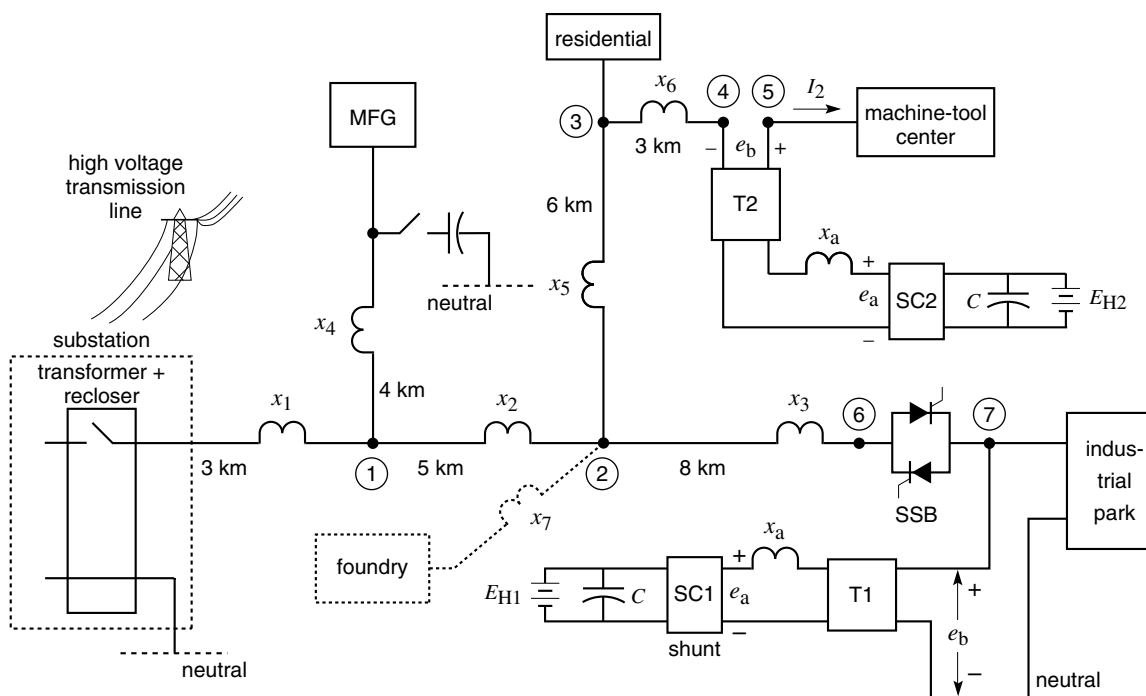 residential
MFG
high voltage
transmission
line
x6
4
5
I2
machine-tool
center
3
3 km
– eb +
T2
6 km
xa
+
ea
SC2
C
EH2
–
neutral
x5
x4
substation
transformer +
recloser
4 km
x1
x2
x3
6
7
3 km
1
5 km
2
8 km
SSB
indus-
trial
park
x7
foundry
xa
EH1
C
SC1
+
ea
–
T1
+
eb
–
shunt
neutral
neutral